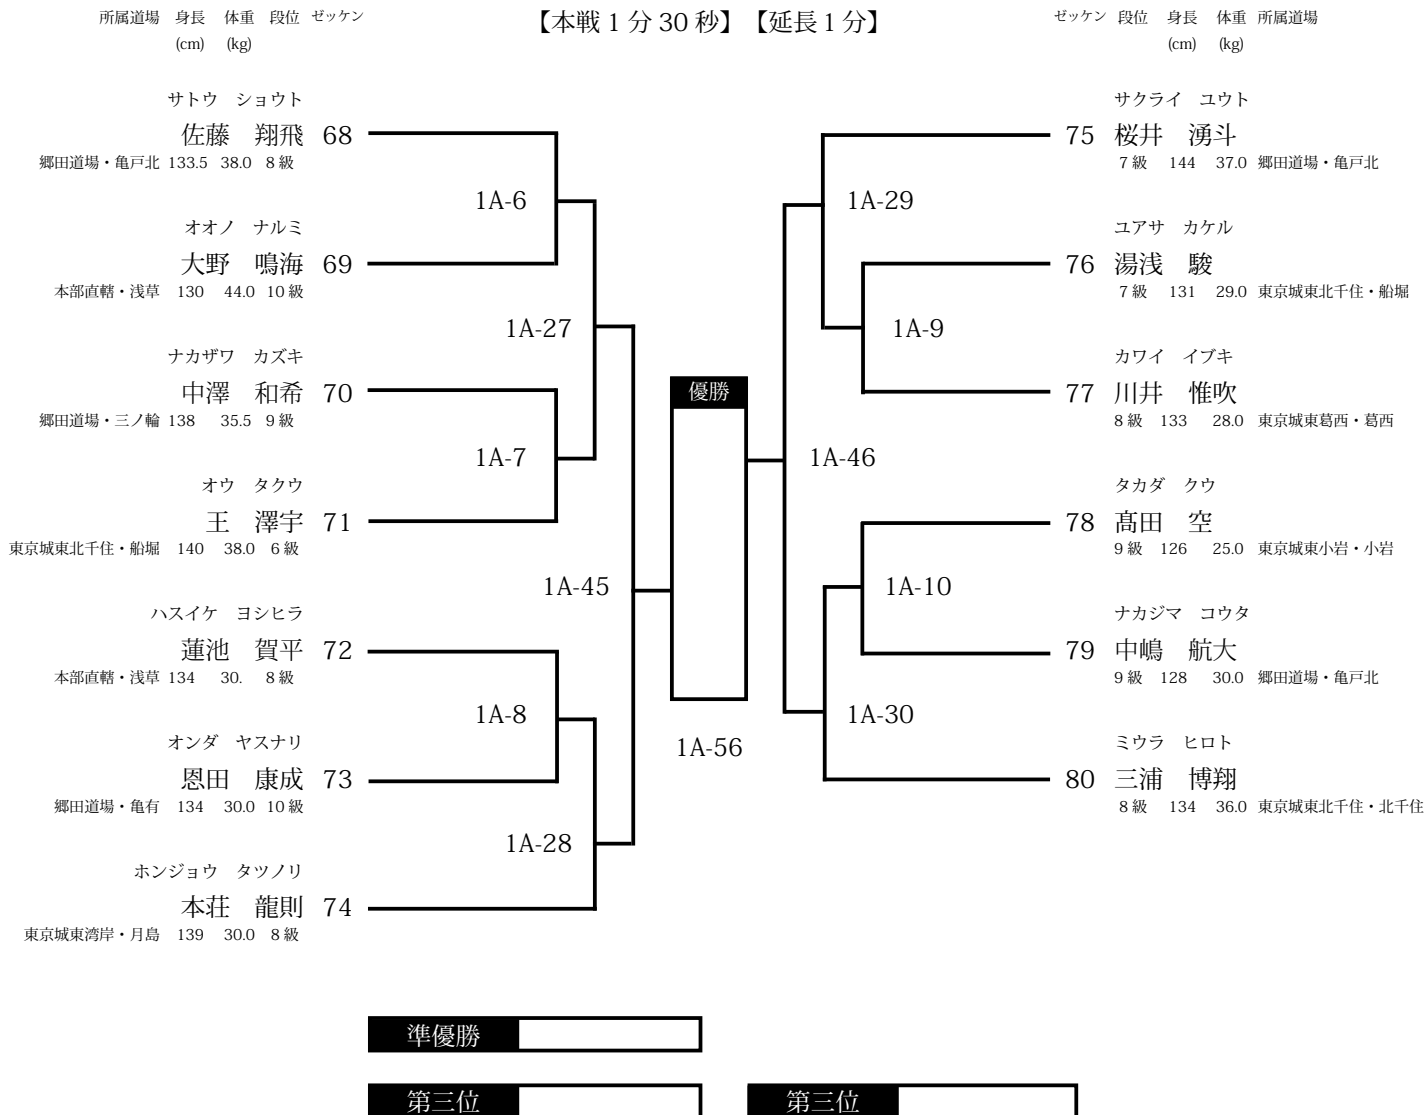 【本戦 1 分 30 秒】【延長 1 分】
所属道場 身長 体重 段位 ゼッケン
(cm) (kg)
サトウ ショウト
佐藤 翔飛 68
郷田道場・亀戸北 133.5 38.0 8 級
1A-6
オオノ ナルミ
大野 鳴海 69
本部直轄・浅草 130 44.0 10 級
1A-27
ナカザワ カズキ
中澤 和希 70
郷田道場・三ノ輪 138 35.5 9 級
1A-7
オウ タクウ
王 澤宇 71
東京城東北千住・船堀 140 38.0 6 級
1A-45
ハスイケ ヨシヒラ
蓮池 賀平 72
本部直轄・浅草 134 30. 8 級
1A-8
オンダ ヤスナリ
恩田 康成 73
郷田道場・亀有 134 30.0 10 級
1A-28
ホンジョウ タツノリ
本荘 龍則 74
東京城東湾岸・月島 139 30.0 8 級
優勝
1A-56
ゼッケン 段位 身長 体重 所属道場
(cm) (kg)
サクライ ユウト
75 桜井 湧斗
7 級 144 37.0 郷田道場・亀戸北
1A-29
ユアサ カケル
76 湯浅 駿
7 級 131 29.0 東京城東北千住・船堀
1A-9
カワイ イブキ
77 川井 惟吹
8 級 133 28.0 東京城東葛西・葛西
1A-46
タカダ クウ
78 髙田 空
9 級 126 25.0 東京城東小岩・小岩
1A-10
ナカジマ コウタ
79 中嶋 航大
9 級 128 30.0 郷田道場・亀戸北
1A-30
ミウラ ヒロト
80 三浦 博翔
8 級 134 36.0 東京城東北千住・北千住
準優勝
第三位 第三位